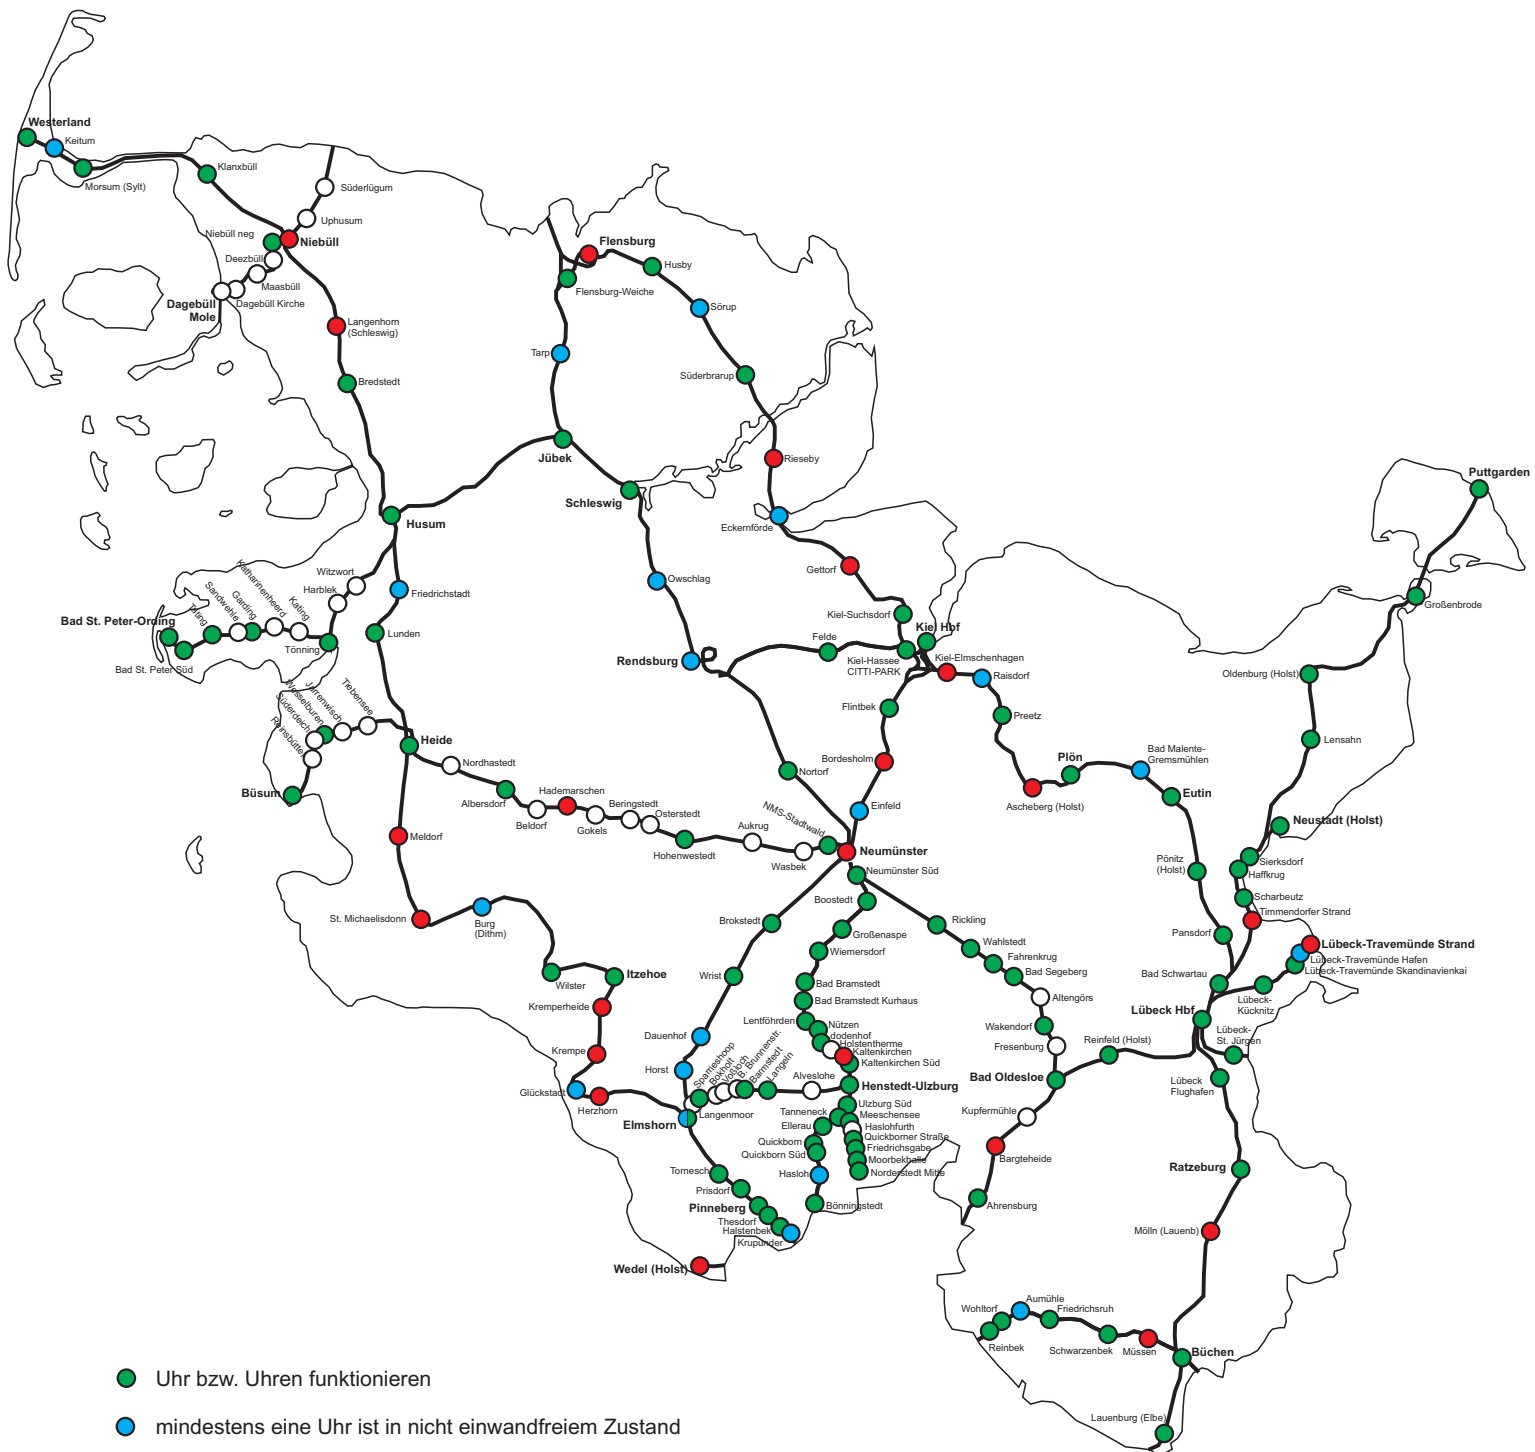 Westerland
Keitum
Morsum (Sylt)
Klanxbüll
Süderlügum
Uphusum
Niebüll neg
Niebüll
Deezbüll
Maasbüll
Dagebüll Kirche
Dagebüll
Mole
Langenhorn
(Schleswig)
Bredstedt
Flensburg
Husby
Flensburg-Weiche
Sörup
Tarp
Süderbrarup
Jübek
Rieseby
Schleswig
Eckernförde
Puttgarden
Husum
Gettorf
Owschlag
Witzwort
Harblek
Friedrichstadt
Katharinenheerd
Sandwehle
Garding
Kating
Tating
Bad St. Peter-Ording
Bad St. Peter Süd
Tönning
Lunden
Großenbrode
Kiel-Suchsdorf
Kiel Hbf
Felde
Kiel-Hassee
CITTI-PARK
Kiel-Elmschenhagen
Raisdorf
Rendsburg
Oldenburg (Holst)
Tiebensee
Jarrenwisch
Wesselburen
Süderdeich
Reinsbüttel
Büsum
Heide
Flintbek
Preetz
Lensahn
Nordhastedt
Nortorf
Bordesholm
Plön
Bad Malente-
Gremsmühlen
Ascheberg (Holst)
Eutin
Albersdorf
Hademarschen
Beldorf
Gokels
Beringstedt
Osterstedt
Hohenwestedt
Aukrug
Wasbek
NMS-Stadtwald
Einfeld
Neumünster
Neumünster Süd
Neustadt (Holst)
Meldorf
Pönitz
(Holst)
Sierksdorf
Haffkrug
Scharbeutz
Timmendorfer Strand
St. Michaelisdonn
Burg
(Dithm)
Boostedt
Brokstedt
Rickling
Großenaspe
Wiemersdorf
Wahlstedt
Fahrenkrug
Bad Segeberg
Pansdorf
Lübeck-Travemünde Strand
Lübeck-Travemünde Hafen
Lübeck-Travemünde Skandinavienkai
Wilster
Itzehoe
Wrist
Bad Bramstedt
Bad Bramstedt Kurhaus
Altengörs
Bad Schwartau
Lübeck-
Kücknitz
Kremperheide
Lentföhrden
Nützen
dodenhof
Holstentherme
Kaltenkirchen
Kaltenkirchen Süd
Wakendorf
Fresenburg
Lübeck Hbf
Lübeck-
St. Jürgen
Reinfeld (Holst)
Dauenhof
Krempe
Horst
Sparrieshoop
Bokholt
Voßloch
B. Brunnenstr.
Barmstedt
Langeln
Alveslohe
Henstedt-Ulzburg
Bad Oldesloe
Lübeck
Flughafen
Glückstadt
Herzhorn
Elmshorn
Langenmoor
Ulzburg Süd
Tanneneck
Meeschensee
Ellerau
Haslohfurth
Quickborner Straße
Quickborn
Friedrichsgabe
Quickborn Süd
Moorbekhalle
Norderstedt Mitte
Kupfermühle
Bargteheide
Tornesch
Hasloh
Prisdorf
Ratzeburg
Pinneberg
Thesdorf
Halstenbek
Krupunder
Bönningstedt
Ahrensburg
Wedel (Holst)
Mölln (Lauenb)
Wohltorf
Aumühle
Friedrichsruh
Reinbek
Schwarzenbek
Müssen
Büchen
Lauenburg (Elbe)
Uhr bzw. Uhren funktionieren
mindestens eine Uhr ist in nicht einwandfreiem Zustand